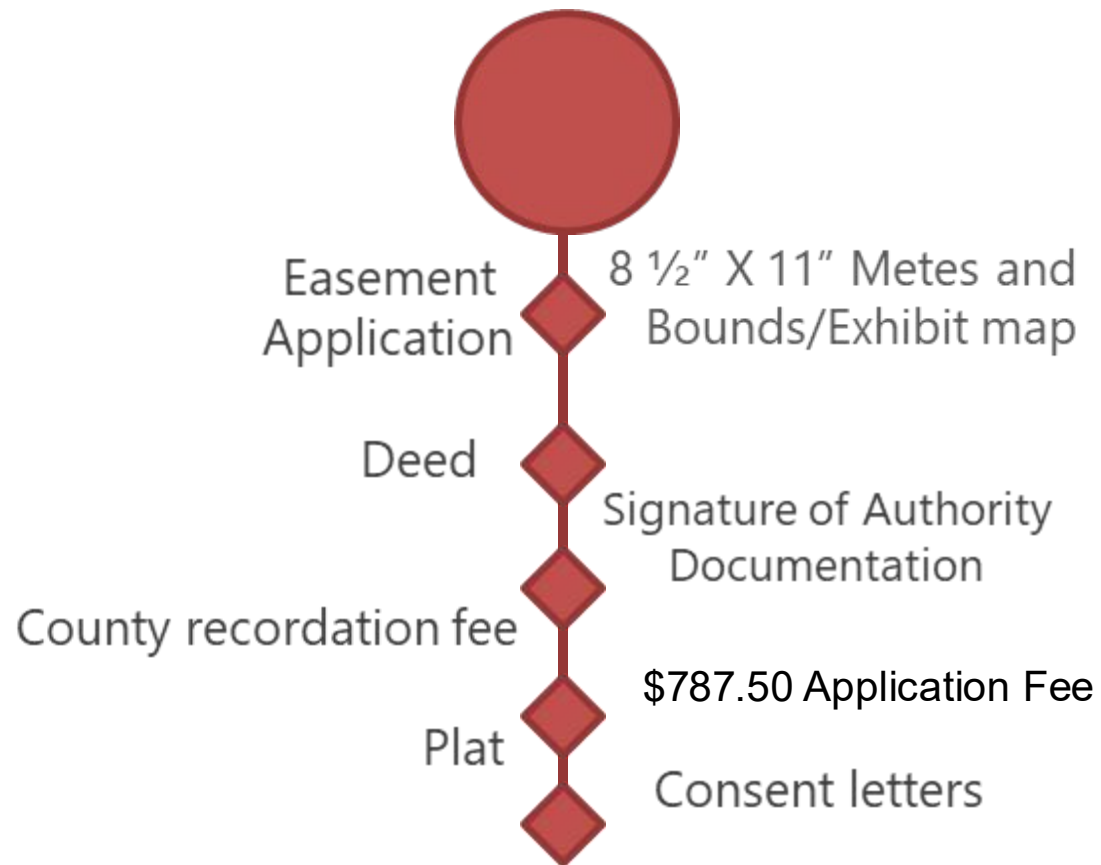 Easement
Application
8 ½” X 11” Metes and
Bounds/Exhibit map
Deed
Signature of Authority
Documentation
County recordation fee
$787.50 Application Fee
Plat
Consent letters